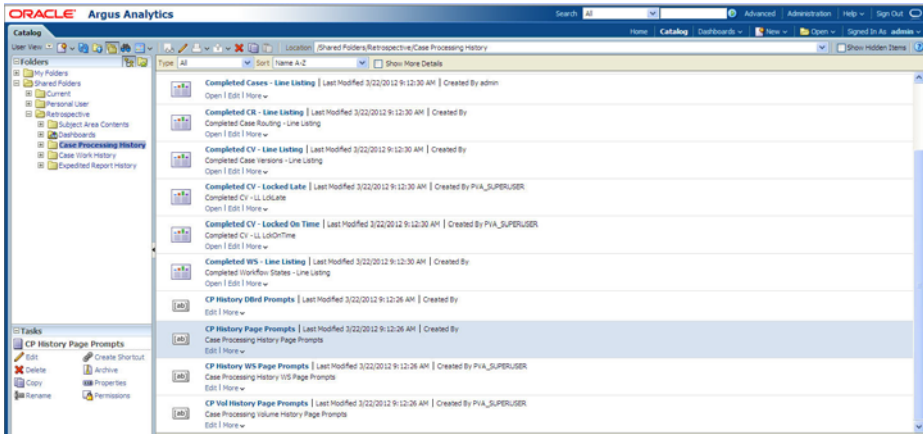 ORACLE Argus Analytics
Search All Advanced Administration Help Sign Out
Catalog
Home Catalog Dashboards New Open Signed In As admin
User View Location /Shared Folders/Retrospective/Case Processing History Show Hidden Items
Folders
My Folders
Shared Folders
Current
Personal User
Retrospective
Subject Area Contents
Dashboards
Case Processing History
Case Work History
Expedited Report History
Type All Sort Name A-Z Show More Details
Completed Cases - Line Listing | Last Modified 3/22/2012 9:12:30 AM | Created By admin
Open | Edit | More
Completed CR - Line Listing | Last Modified 3/22/2012 9:12:30 AM | Created By
Completed Case Routing - Line Listing
Open | Edit | More
Completed CV - Line Listing | Last Modified 3/22/2012 9:12:30 AM | Created By
Completed Case Versions - Line Listing
Open | Edit | More
Completed CV - Locked Late | Last Modified 3/22/2012 9:12:30 AM | Created By PVA_SUPERUSER
Completed CV - LL LckLate
Open | Edit | More
Completed CV - Locked On Time | Last Modified 3/22/2012 9:12:30 AM | Created By PVA_SUPERUSER
Completed CV - LL LckOnTime
Open | Edit | More
Completed WS - Line Listing | Last Modified 3/22/2012 9:12:30 AM | Created By
Completed Workflow States - Line Listing
Open | Edit | More
[ab] CP History DBrd Prompts | Last Modified 3/22/2012 9:12:26 AM | Created By
Edit | More
[ab] CP History Page Prompts | Last Modified 3/22/2012 9:12:26 AM | Created By
Case Processing History Page Prompts
Edit | More
[ab] CP History WS Page Prompts | Last Modified 3/22/2012 9:12:26 AM | Created By PVA_SUPERUSER
Case Processing History WS Page Prompts
Edit | More
[ab] CP Vol History Page Prompts | Last Modified 3/22/2012 9:12:26 AM | Created By PVA_SUPERUSER
Case Processing Volume History Page Prompts
Edit | More
Tasks
CP History Page Prompts
Edit Create Shortcut
Delete Archive
Copy Properties
Rename Permissions